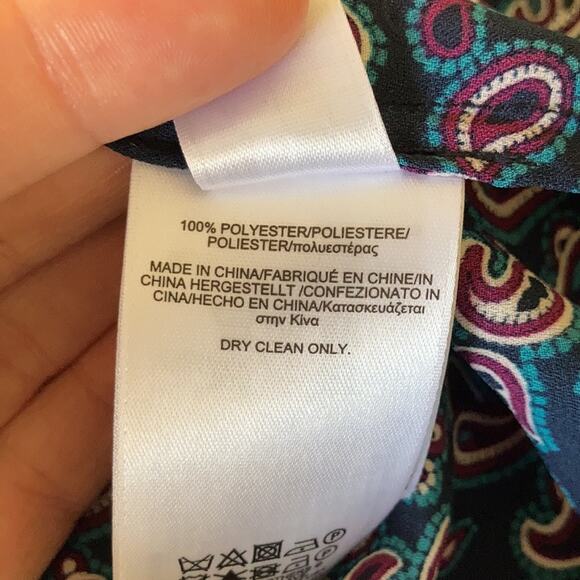 100% POLYESTER/POLIESTERE/
POLIESTER/πολυεστέρας
MADE IN CHINA/FABRIQUÉ EN CHINE/IN
CHINA HERGESTELLT /CONFEZIONATO IN
CINA/HECHO EN CHINA/Κατασκευάζεται
στην Κίνα
DRY CLEAN ONLY.